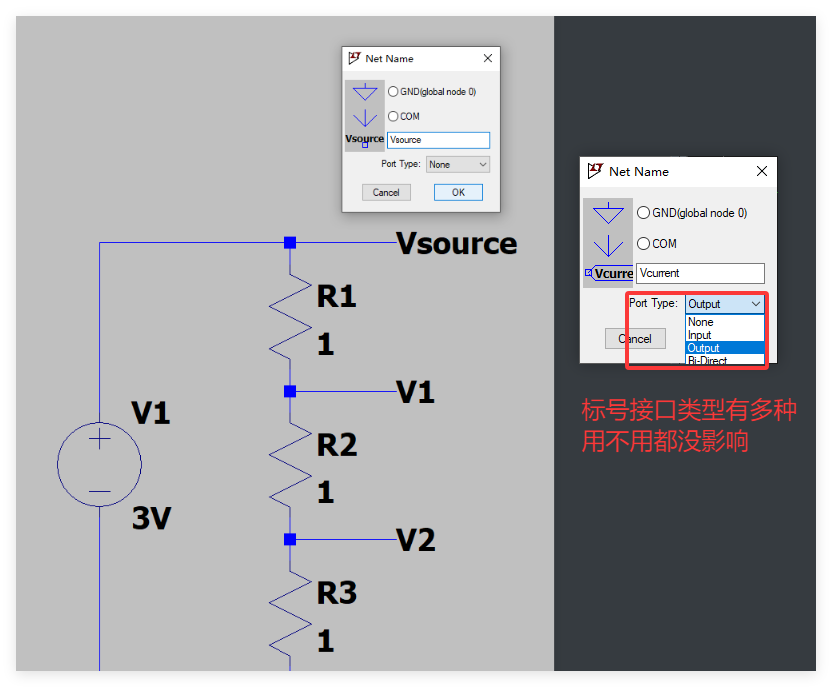 Net Name
GND(global node 0)
COM
Vsource
Vsource
Port Type: None
Cancel
OK
Net Name
GND(global node 0)
COM
Vcurre
Vcurrent
Port Type: Output
None
Input
Output
Bi-Direct
Cancel
标号接口类型有多种
用不用都没影响
Vsource
R1
1
V1
V1
3V
R2
1
V2
R3
1